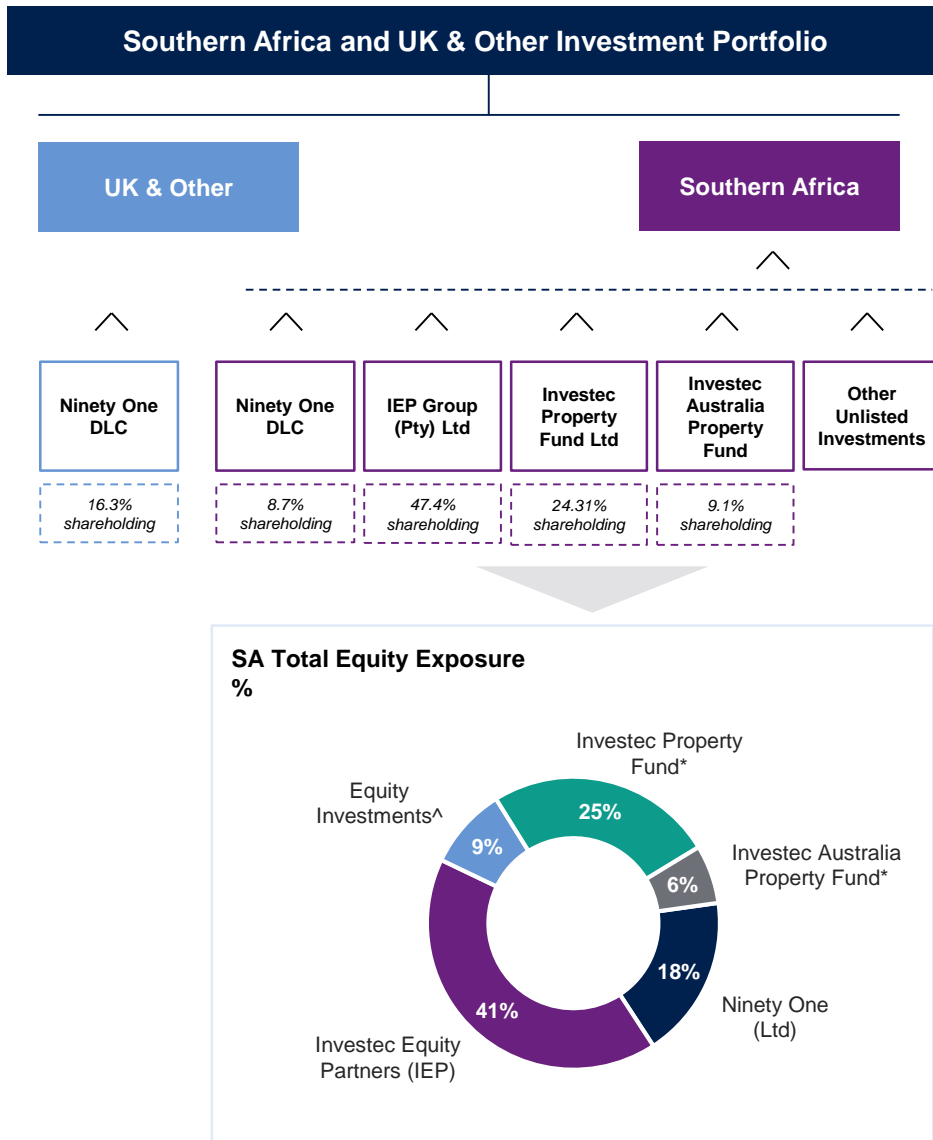 Southern Africa and UK & Other Investment Portfolio
UK & Other
Southern Africa
Ninety One
DLC
Ninety One
DLC
IEP Group
(Pty) Ltd
Investec
Property
Fund Ltd
Investec
Australia
Property
Fund
Other
Unlisted
Investments
16.3%
shareholding
8.7%
shareholding
47.4%
shareholding
24.31%
shareholding
9.1%
shareholding
SA Total Equity Exposure
%
Investec Property
Fund*
Equity
Investments^
25%
9%
Investec Australia
Property Fund*
6%
18%
Ninety One
(Ltd)
41%
Investec Equity
Partners (IEP)